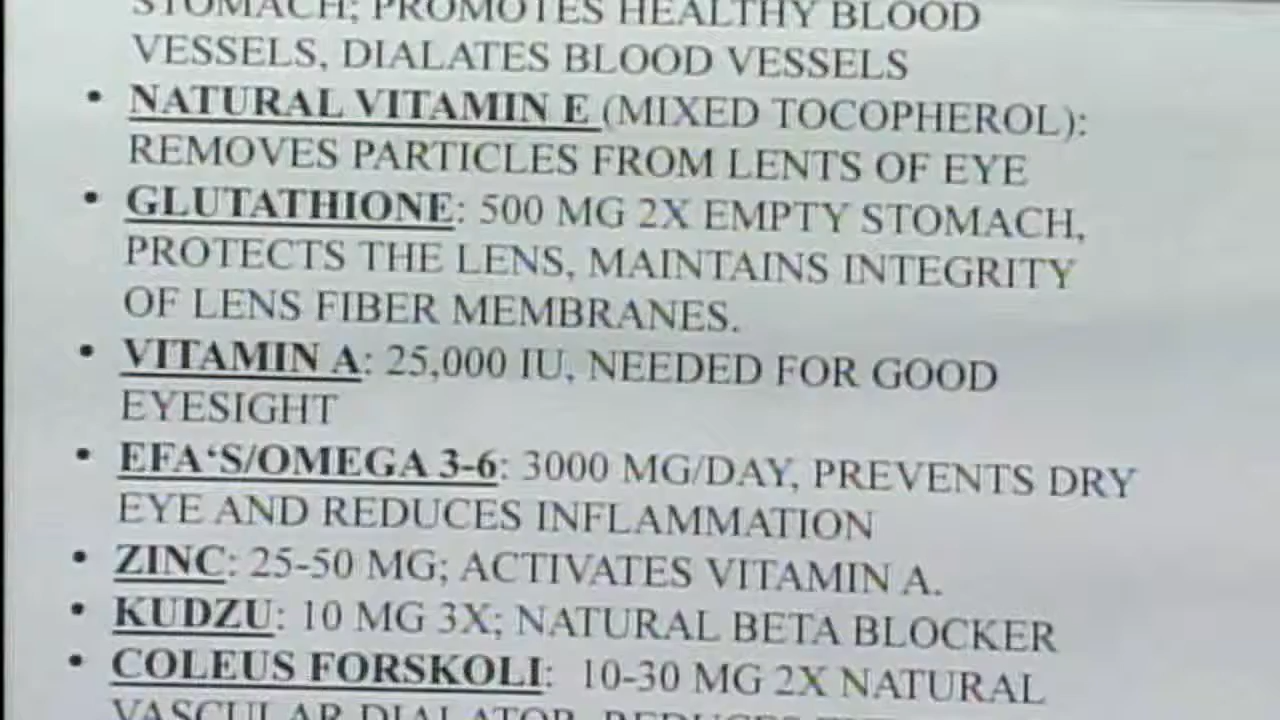 STOMACH; PROMOTES HEALTHY BLOOD
VESSELS, DIALATES BLOOD VESSELS
• NATURAL VITAMIN E (MIXED TOCOPHEROL):
REMOVES PARTICLES FROM LENTS OF EYE
• GLUTATHIONE: 500 MG 2X EMPTY STOMACH,
PROTECTS THE LENS, MAINTAINS INTEGRITY
OF LENS FIBER MEMBRANES.
• VITAMIN A: 25,000 IU, NEEDED FOR GOOD
EYESIGHT
• EFA‘S/OMEGA 3-6: 3000 MG/DAY, PREVENTS DRY
EYE AND REDUCES INFLAMMATION
• ZINC: 25-50 MG; ACTIVATES VITAMIN A.
• KUDZU: 10 MG 3X; NATURAL BETA BLOCKER
• COLEUS FORSKOLI: 10-30 MG 2X NATURAL
VASCULAR DIALATOR, REDUCES